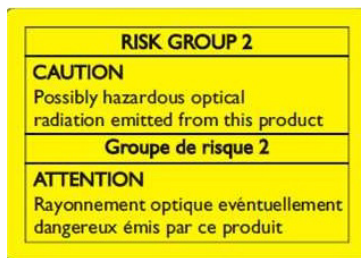 RISK GROUP 2
CAUTION
Possibly hazardous optical
radiation emitted from this product
Groupe de risque 2
ATTENTION
Rayonnement optique evéntuellement
dangereux émis par ce produit